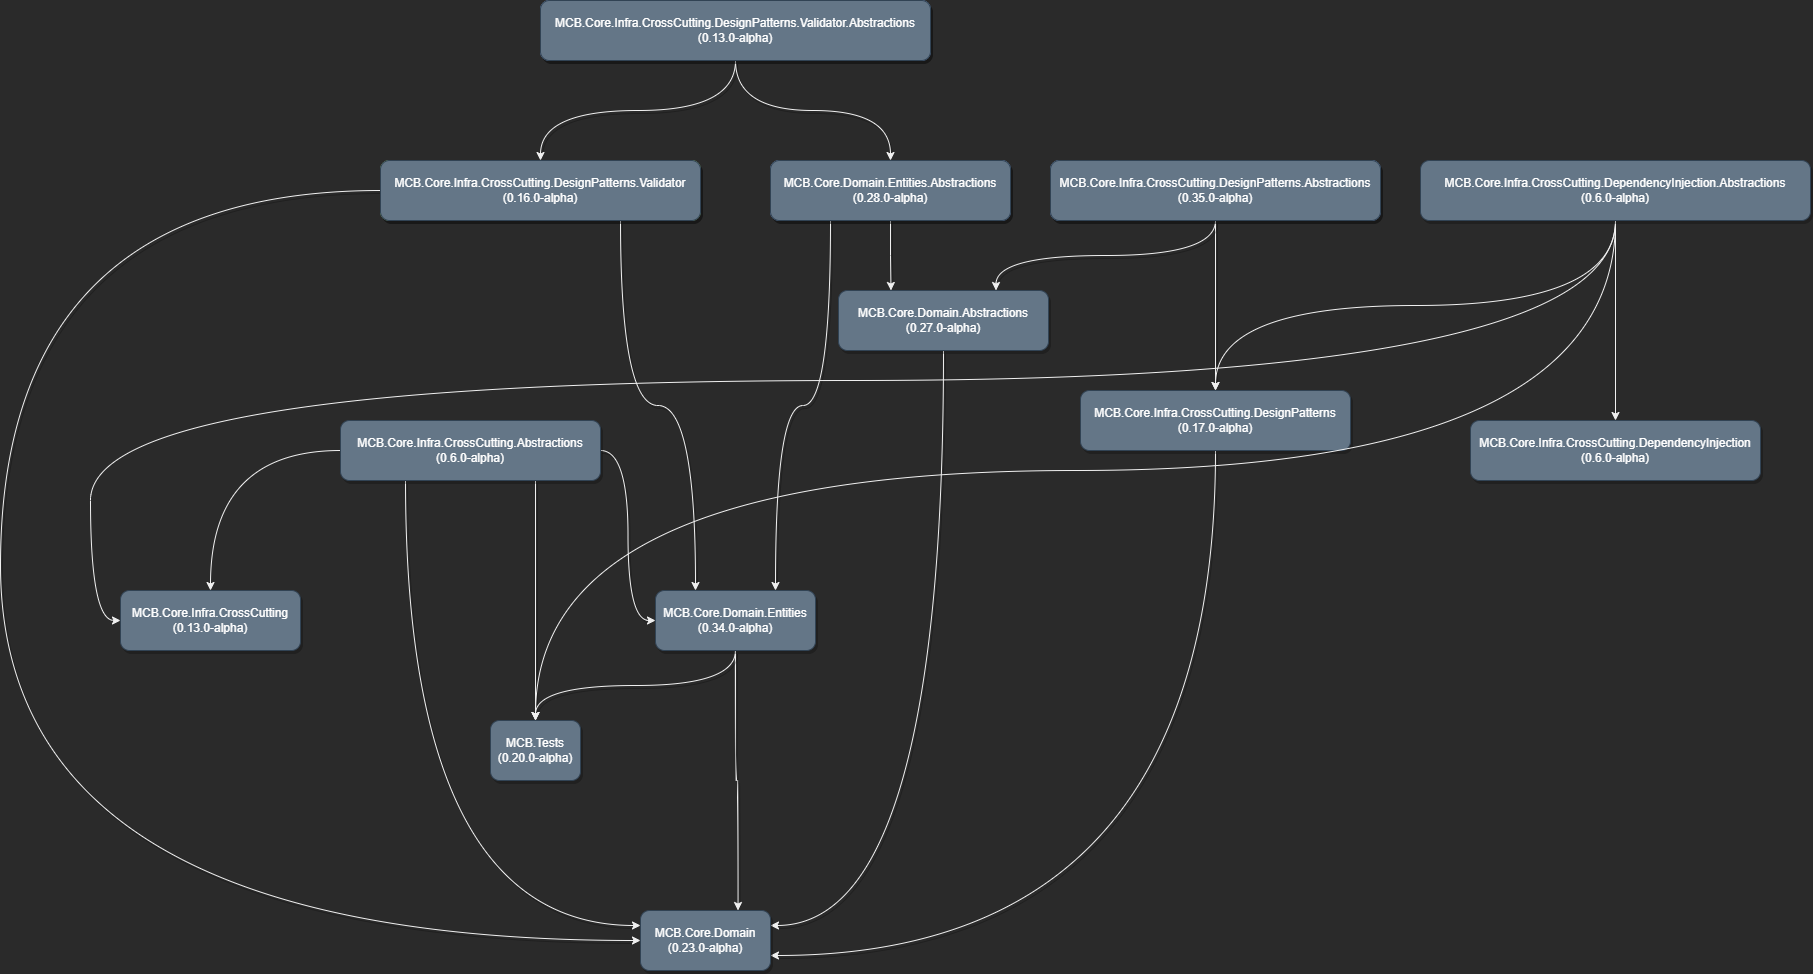 MCB.Core.Infra.CrossCutting.DesignPatterns.Validator.Abstractions
(0.13.0-alpha)
MCB.Core.Infra.CrossCutting.DesignPatterns.Validator
(0.16.0-alpha)
MCB.Core.Domain.Entities.Abstractions
(0.28.0-alpha)
MCB.Core.Infra.CrossCutting.DesignPatterns.Abstractions
(0.35.0-alpha)
MCB.Core.Infra.CrossCutting.DependencyInjection.Abstractions
(0.6.0-alpha)
MCB.Core.Domain.Abstractions
(0.27.0-alpha)
MCB.Core.Infra.CrossCutting.DesignPatterns
(0.17.0-alpha)
MCB.Core.Infra.CrossCutting.Abstractions
(0.6.0-alpha)
MCB.Core.Infra.CrossCutting.DependencyInjection
(0.6.0-alpha)
MCB.Core.Infra.CrossCutting
(0.13.0-alpha)
MCB.Core.Domain.Entities
(0.34.0-alpha)
MCB.Tests
(0.20.0-alpha)
MCB.Core.Domain
(0.23.0-alpha)